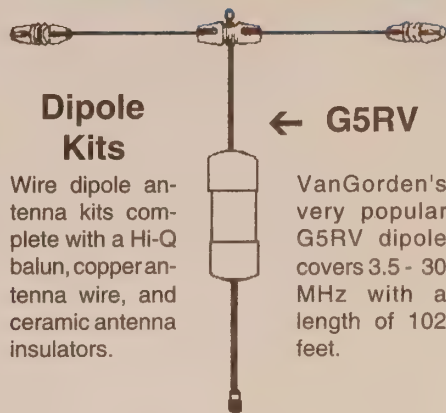 Dipole
Kits
Wire dipole an-
tenna kits com-
plete with a Hi-Q
balun, copper an-
tenna wire, and
ceramic antenna
insulators.
← G5RV
VanGorden's
very popular
G5RV dipole
covers 3.5 - 30
MHz with a
length of 102
feet.